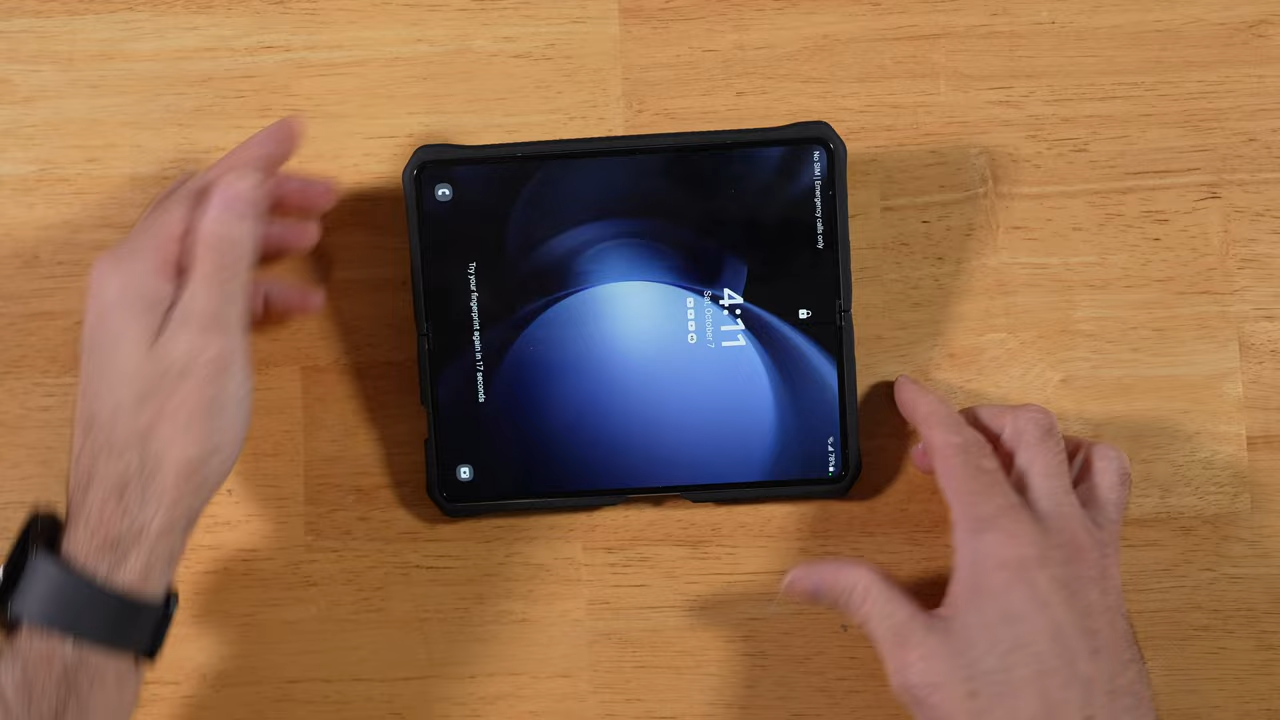 No SIM | Emergency calls only
78%
4:11
Sat, October 7
Try your fingerprint again in 17 seconds